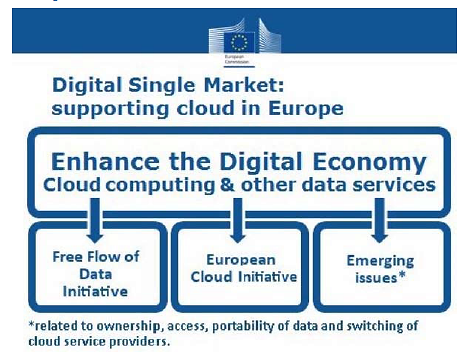 European
Commission
Digital Single Market:
supporting cloud in Europe
Enhance the Digital Economy
Cloud computing & other data services
Free Flow of
Data
Initiative
European
Cloud Initiative
Emerging
issues*
*related to ownership, access, portability of data and switching of
cloud service providers.